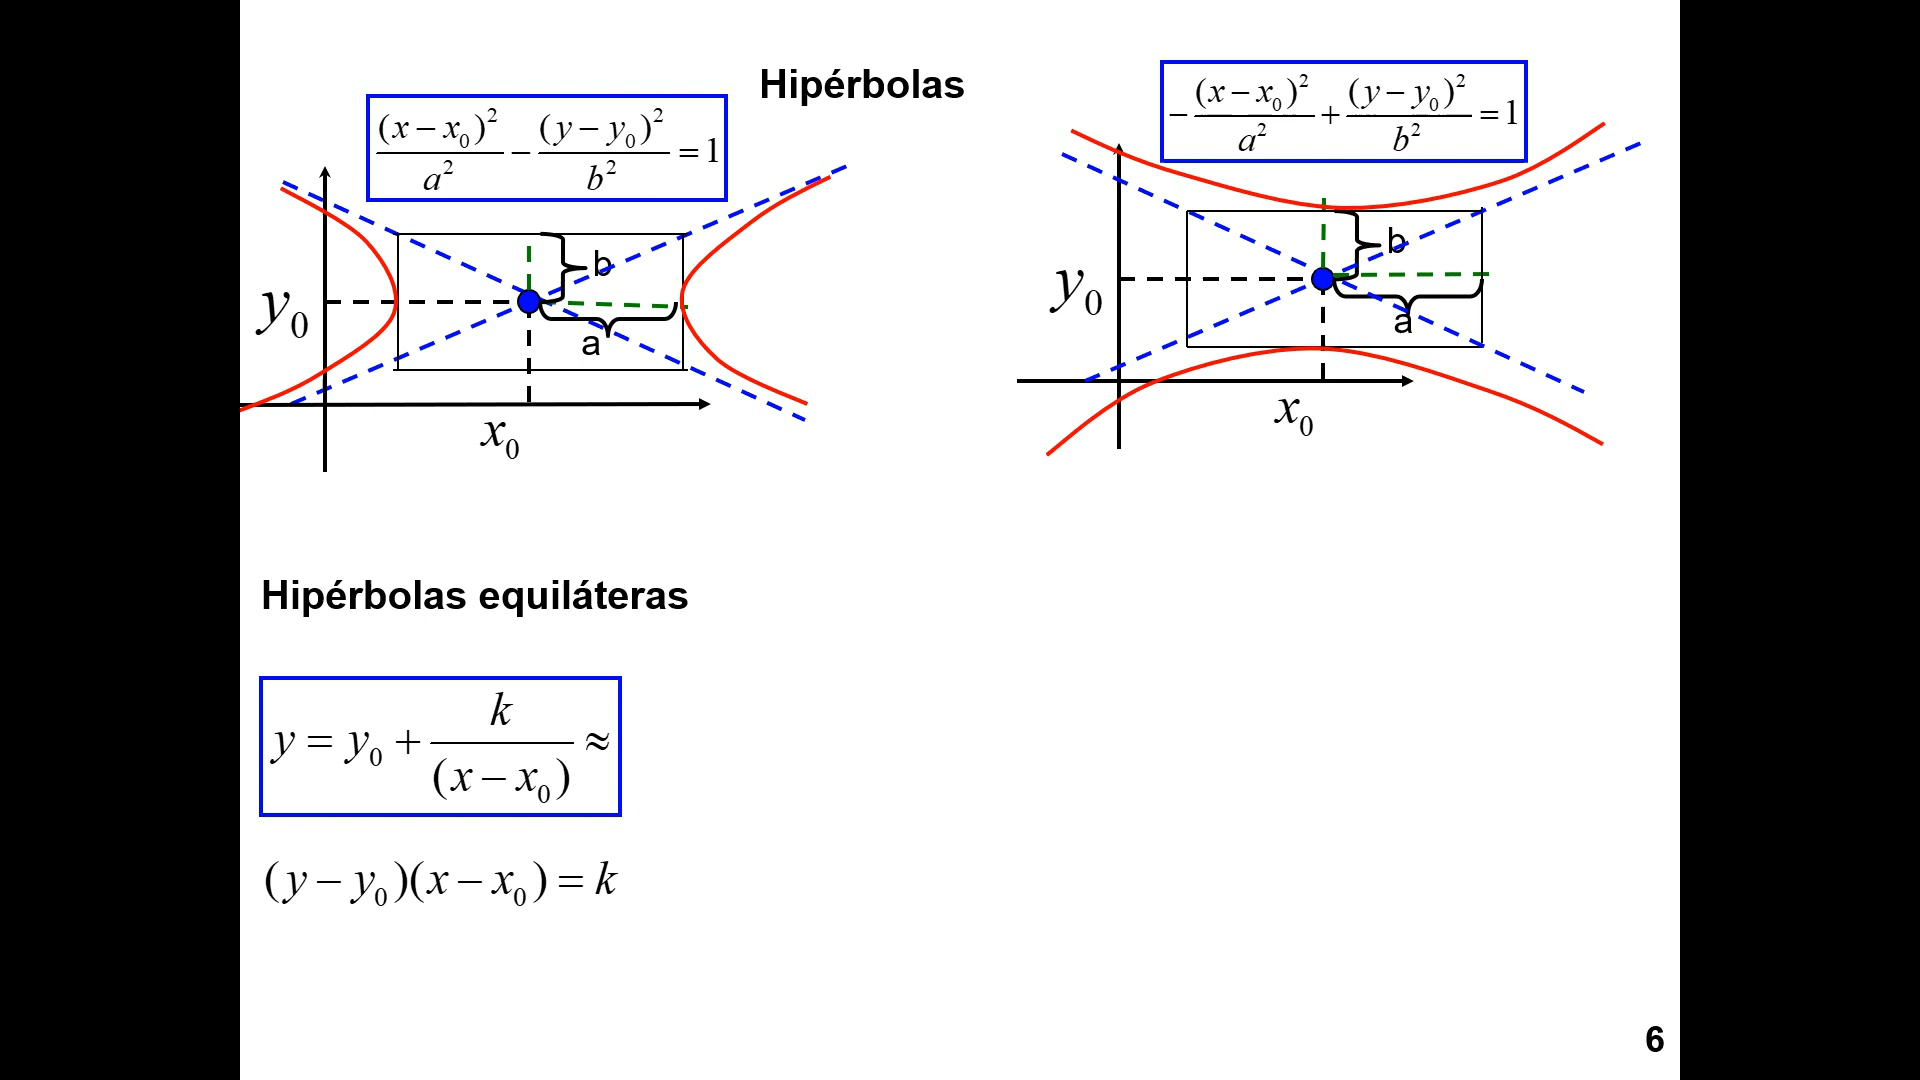 Hipérbolas
(x − x₀)²/a² − (y − y₀)²/b² = 1
b
y₀
a
x₀
−(x − x₀)²/a² + (y − y₀)²/b² = 1
b
y₀
a
x₀
Hipérbolas equiláteras
y = y₀ + k/(x − x₀) ≈
(y − y₀)(x − x₀) = k
6